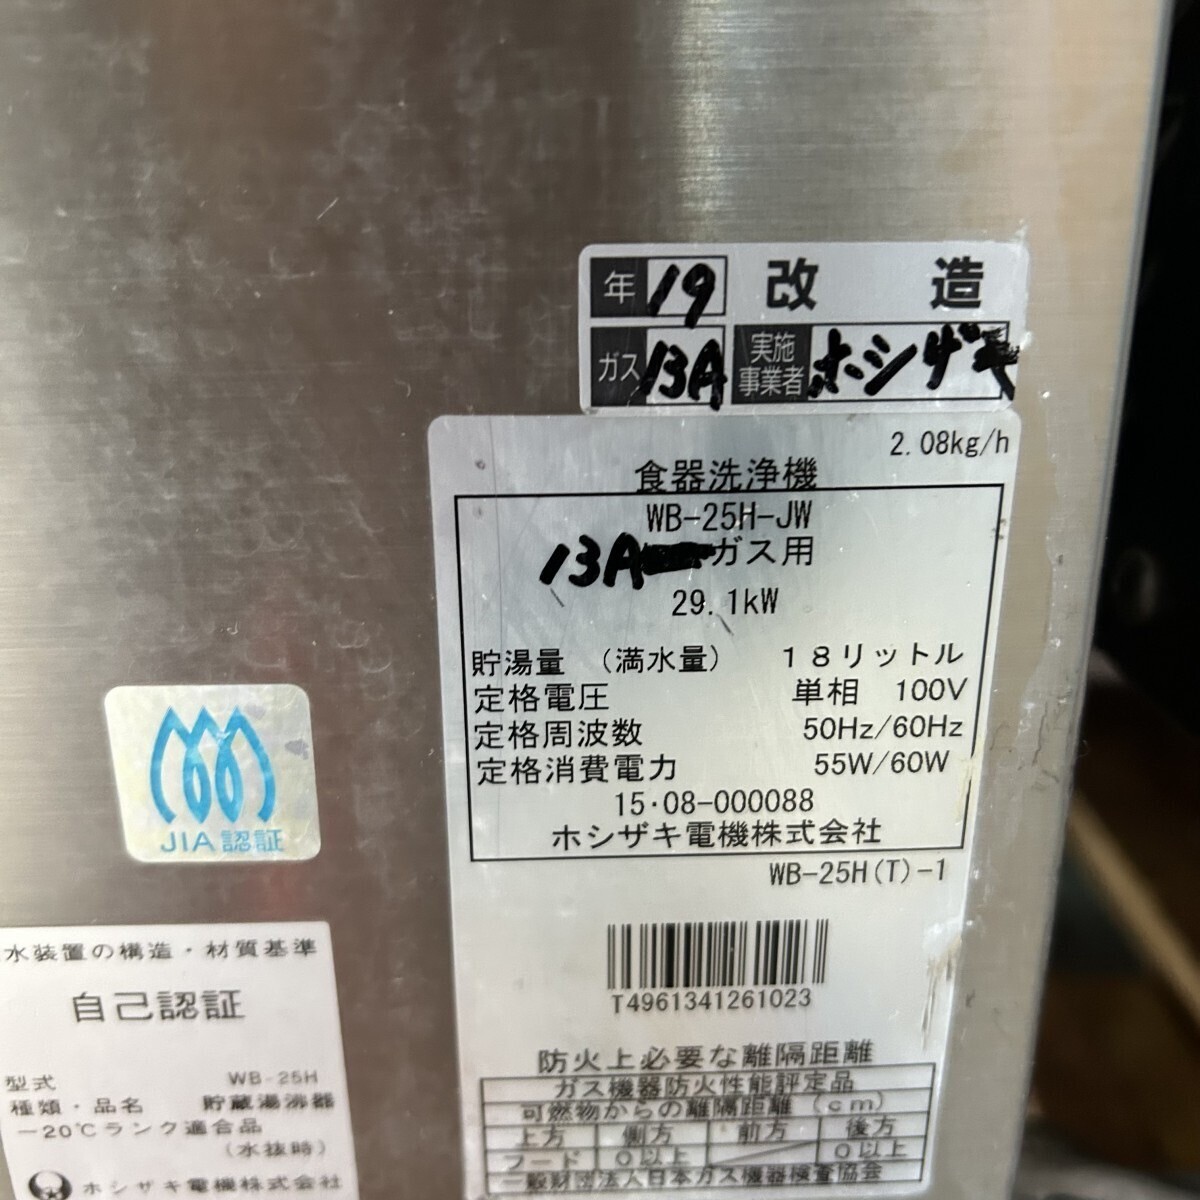 年 19 改 造
ガス 13A 実施事業者 ホシザキ
2.08kg/h
食器洗浄機
WB-25H-JW
13A ガス用
29.1kW
貯湯量 (満水量) 18リットル
定格電圧 単相 100V
定格周波数 50Hz/60Hz
定格消費電力 55W/60W
15・08-000088
ホシザキ電機株式会社
WB-25H(T)-1
T4961341261023
防火上必要な離隔距離
ガス機器防火性能評定品
可燃物からの離隔距離 (cm)
上方 側方 前方 後方
フード 0以上 0以上
一般財団法人日本ガス機器検査協会
JIA認証
水装置の構造・材質基準
自己認証
型式 WB-25H
種類・品名 貯蔵湯沸器
-20℃ランク適合品
(水抜時)
ホシザキ電機株式会社